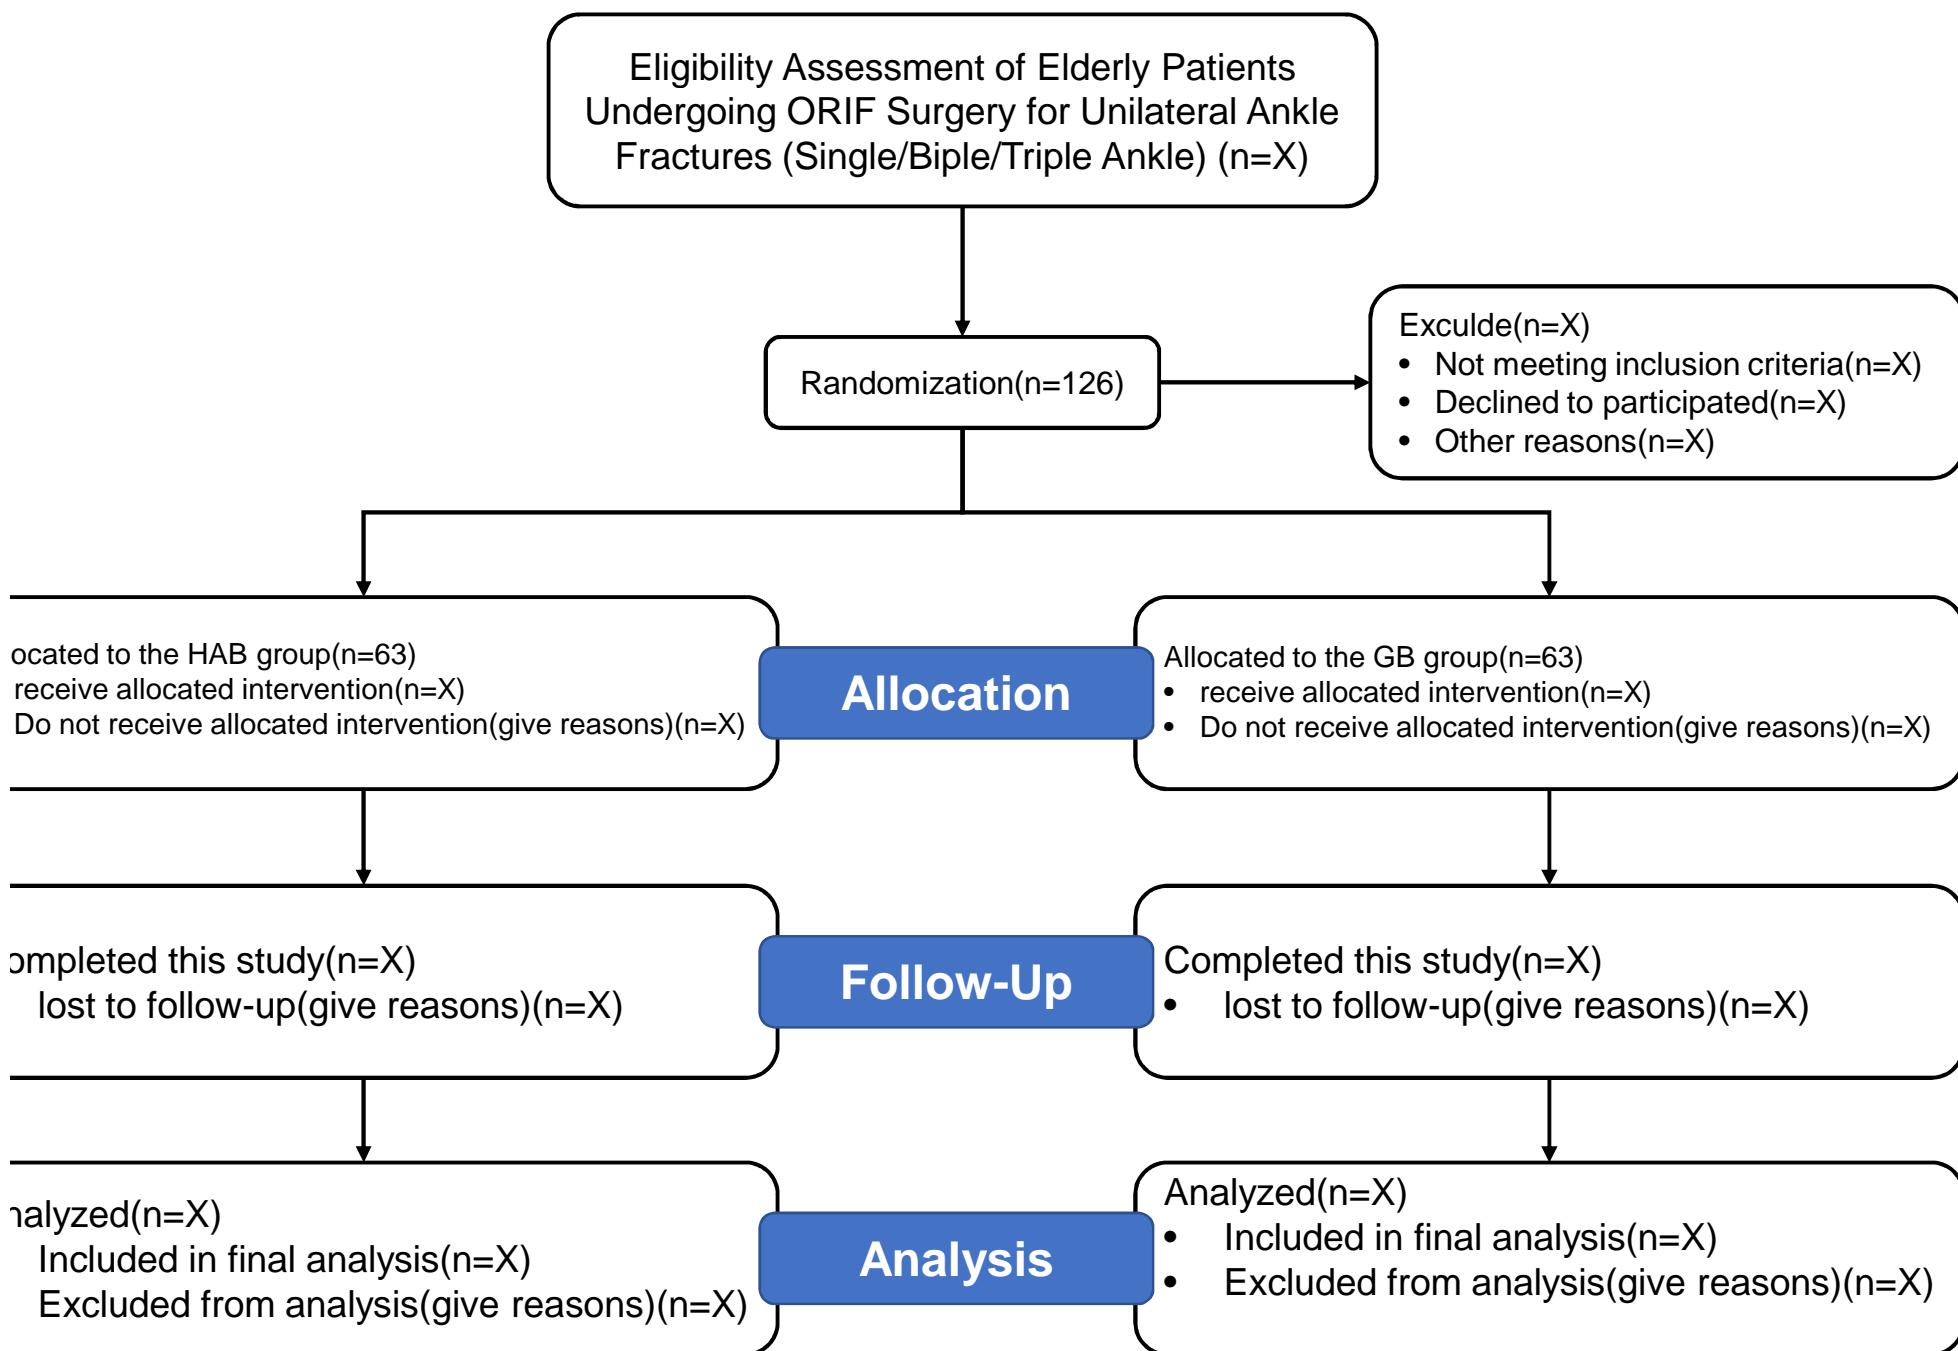 Eligibility Assessment of Elderly Patients
Undergoing ORIF Surgery for Unilateral Ankle
Fractures (Single/Biple/Triple Ankle) (n=X)
Randomization(n=126)
Exculde(n=X)
• Not meeting inclusion criteria(n=X)
• Declined to participated(n=X)
• Other reasons(n=X)
ocated to the HAB group(n=63)
receive allocated intervention(n=X)
Do not receive allocated intervention(give reasons)(n=X)
Allocation
Allocated to the GB group(n=63)
• receive allocated intervention(n=X)
• Do not receive allocated intervention(give reasons)(n=X)
ompleted this study(n=X)
lost to follow-up(give reasons)(n=X)
Follow-Up
Completed this study(n=X)
• lost to follow-up(give reasons)(n=X)
nalyzed(n=X)
Included in final analysis(n=X)
Excluded from analysis(give reasons)(n=X)
Analysis
Analyzed(n=X)
• Included in final analysis(n=X)
• Excluded from analysis(give reasons)(n=X)